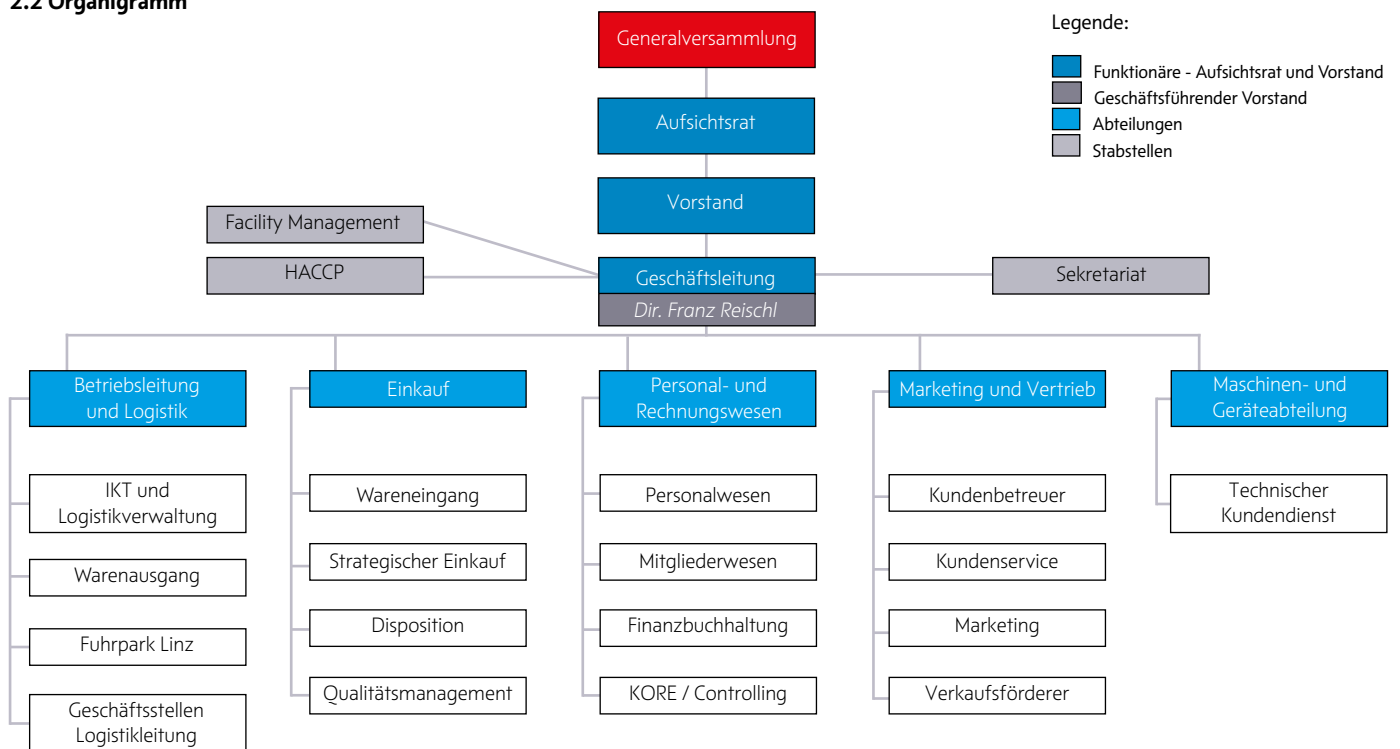 2.2 Organigramm
Generalversammlung
Legende:
Funktionäre - Aufsichtsrat und Vorstand
Geschäftsführender Vorstand
Abteilungen
Stabstellen
Aufsichtsrat
Vorstand
Facility Management
HACCP
Geschäftsleitung
Dir. Franz Reischl
Sekretariat
Betriebsleitung
und Logistik
IKT und
Logistikverwaltung
Warenausgang
Fuhrpark Linz
Geschäftsstellen
Logistikleitung
Einkauf
Wareneingang
Strategischer Einkauf
Disposition
Qualitätsmanagement
Personal- und
Rechnungswesen
Personalwesen
Mitgliederwesen
Finanzbuchhaltung
KORE / Controlling
Marketing und Vertrieb
Kundenbetreuer
Kundenservice
Marketing
Verkaufsförderer
Maschinen- und
Geräteabteilung
Technischer
Kundendienst